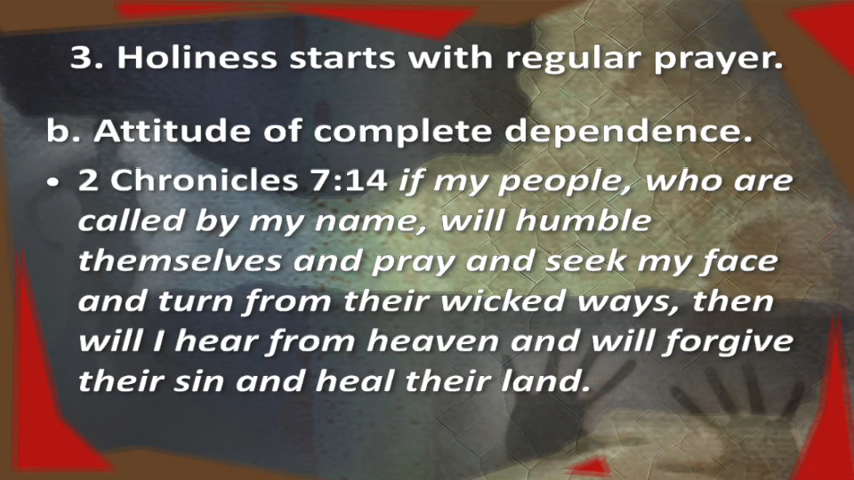 3. Holiness starts with regular prayer.
b. Attitude of complete dependence.
• 2 Chronicles 7:14 if my people, who are
called by my name, will humble
themselves and pray and seek my face
and turn from their wicked ways, then
will I hear from heaven and will forgive
their sin and heal their land.